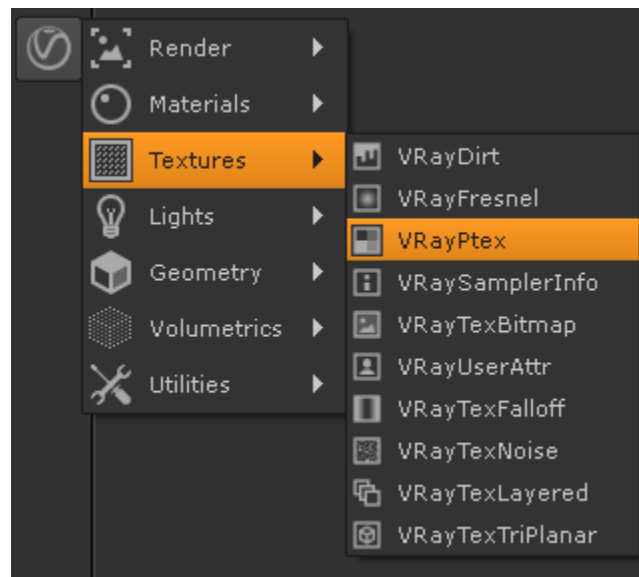 Render
Materials
Textures
Lights
Geometry
Volumetrics
Utilities
VRayDirt
VRayFresnel
VRayPtex
VRaySamplerInfo
VRayTexBitmap
VRayUserAttr
VRayTexFalloff
VRayTexNoise
VRayTexLayered
VRayTexTriPlanar